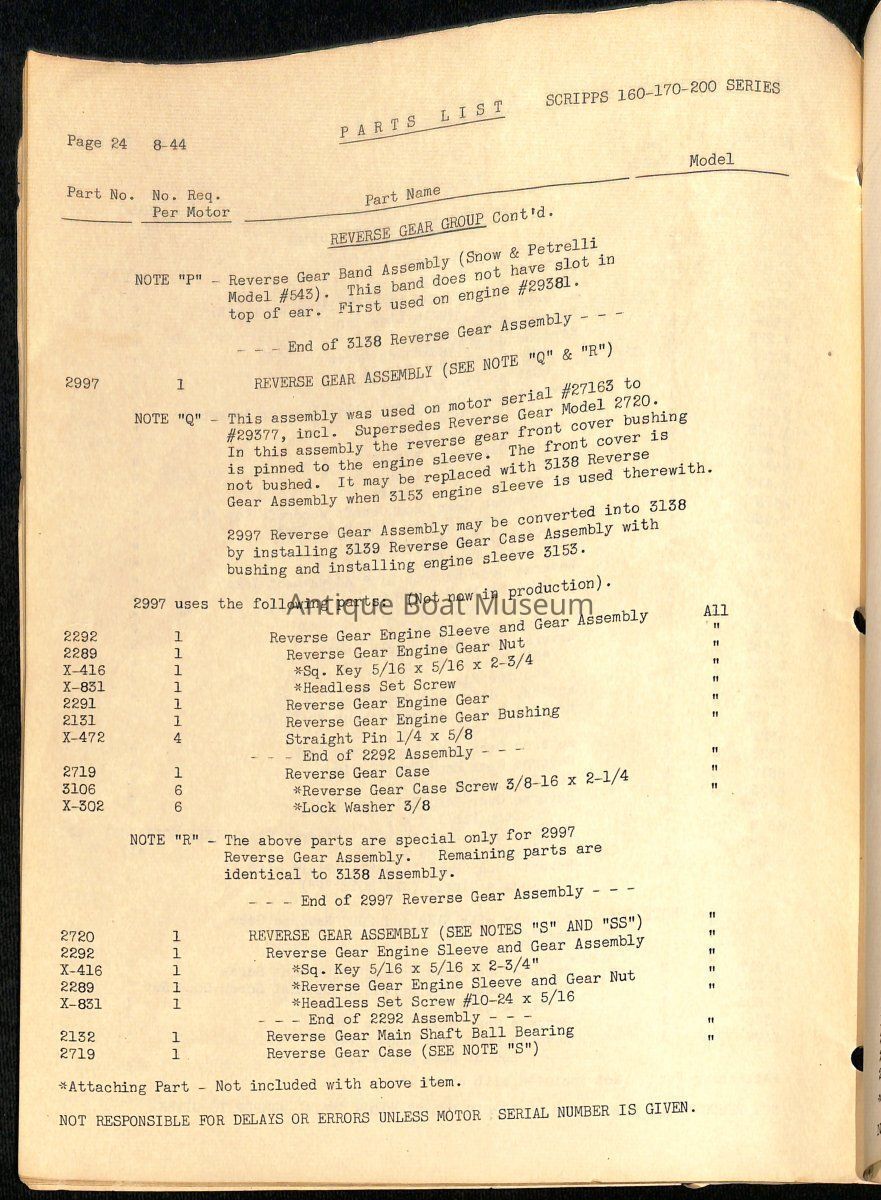 PARTS LIST SCRIPPS 160-170-200 SERIES
Page 24 8-44
Model
Part No. No. Req. Part Name
Per Motor
REVERSE GEAR GROUP Cont'd.
NOTE "P" - Reverse Gear Band Assembly (Snow & Petrelli
Model #543). This band does not have slot in
top of ear. First used on engine #29381.
- - - End of 3138 Reverse Gear Assembly - - -
2997 1 REVERSE GEAR ASSEMBLY (SEE NOTE "Q" & "R")
NOTE "Q" - This assembly was used on motor serial #27163 to
#29377, incl. Supersedes Reverse Gear Model 2720.
In this assembly the reverse gear front cover bushing
is pinned to the engine sleeve. The front cover is
not bushed. It may be replaced with 3138 Reverse
Gear Assembly when 3153 engine sleeve is used therewith.
2997 Reverse Gear Assembly may be converted into 3138
by installing 3139 Reverse Gear Case Assembly with
bushing and installing engine sleeve 3153.
2997 uses the following parts: (Not now in production).
Antique Boat Museum
All
2292 1 Reverse Gear Engine Sleeve and Gear Assembly "
2289 1 Reverse Gear Engine Gear Nut "
X-416 1 *Sq. Key 5/16 x 5/16 x 2-3/4 "
X-831 1 *Headless Set Screw "
2291 1 Reverse Gear Engine Gear "
2131 1 Reverse Gear Engine Gear Bushing "
X-472 4 Straight Pin 1/4 x 5/8
- - - End of 2292 Assembly - - -
2719 1 Reverse Gear Case "
3106 6 *Reverse Gear Case Screw 3/8-16 x 2-1/4 "
X-302 6 *Lock Washer 3/8 "
NOTE "R" - The above parts are special only for 2997
Reverse Gear Assembly. Remaining parts are
identical to 3138 Assembly.
- - - End of 2997 Reverse Gear Assembly - - -
2720 1 REVERSE GEAR ASSEMBLY (SEE NOTES "S" AND "SS") "
2292 1 Reverse Gear Engine Sleeve and Gear Assembly "
X-416 1 *Sq. Key 5/16 x 5/16 x 2-3/4" "
2289 1 *Reverse Gear Engine Sleeve and Gear Nut "
X-831 1 *Headless Set Screw #10-24 x 5/16 "
- - - End of 2292 Assembly - - -
2132 1 Reverse Gear Main Shaft Ball Bearing "
2719 1 Reverse Gear Case (SEE NOTE "S") "
*Attaching Part - Not included with above item.
NOT RESPONSIBLE FOR DELAYS OR ERRORS UNLESS MOTOR SERIAL NUMBER IS GIVEN.